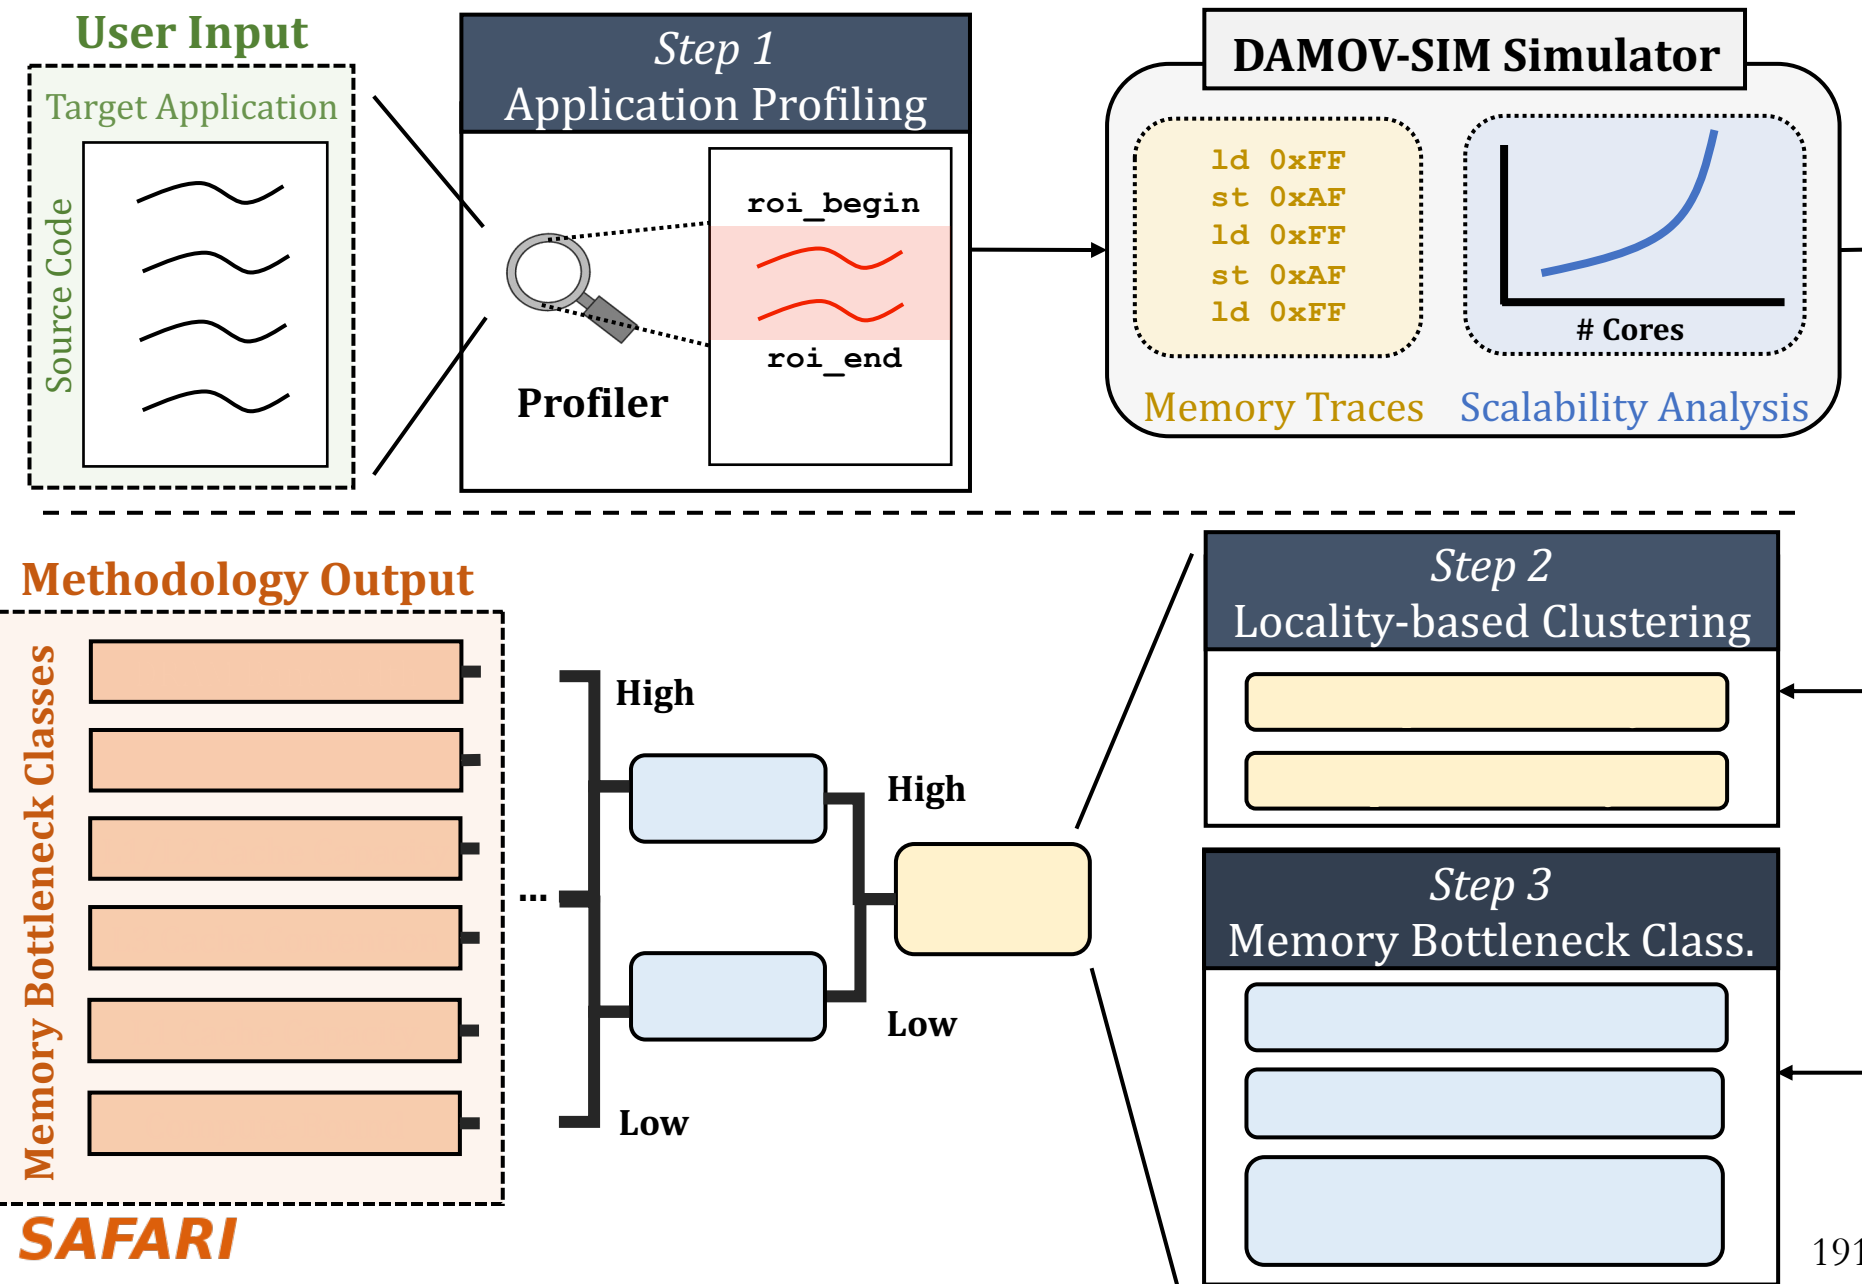 User Input
Target Application
Source Code
Step 1
Application Profiling
roi_begin
roi_end
Profiler
DAMOV-SIM Simulator
ld 0xFF
st 0xAF
ld 0xFF
st 0xAF
ld 0xFF
# Cores
Memory Traces
Scalability Analysis
Methodology Output
Memory Bottleneck Classes
High
...
Low
High
Low
Step 2
Locality-based Clustering
Step 3
Memory Bottleneck Class.
SAFARI
191